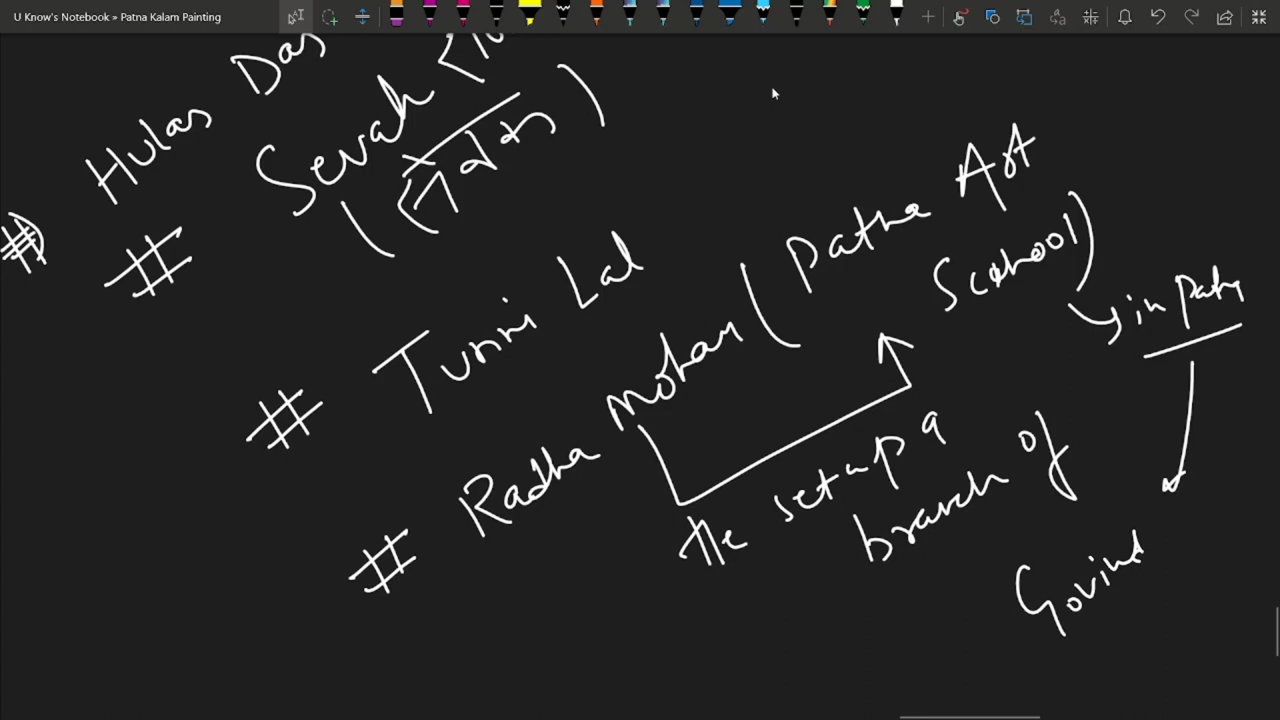 U Know's Notebook » Patna Kalam Painting
# Hulas Das
# Sevak
# Tunni Lal
# Radha Mohan (Patna Art School)
↳ in Patna
He setup a branch of
Govind